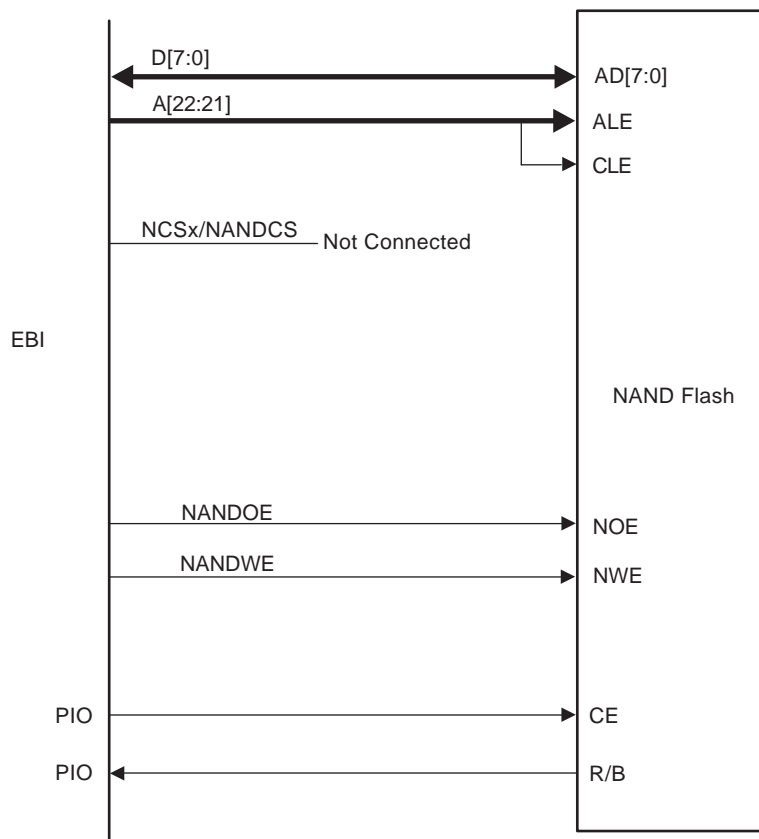 D[7:0]
AD[7:0]
A[22:21]
ALE
CLE
NCSx/NANDCS
Not Connected
EBI
NAND Flash
NANDOE
NOE
NANDWE
NWE
PIO
CE
PIO
R/B